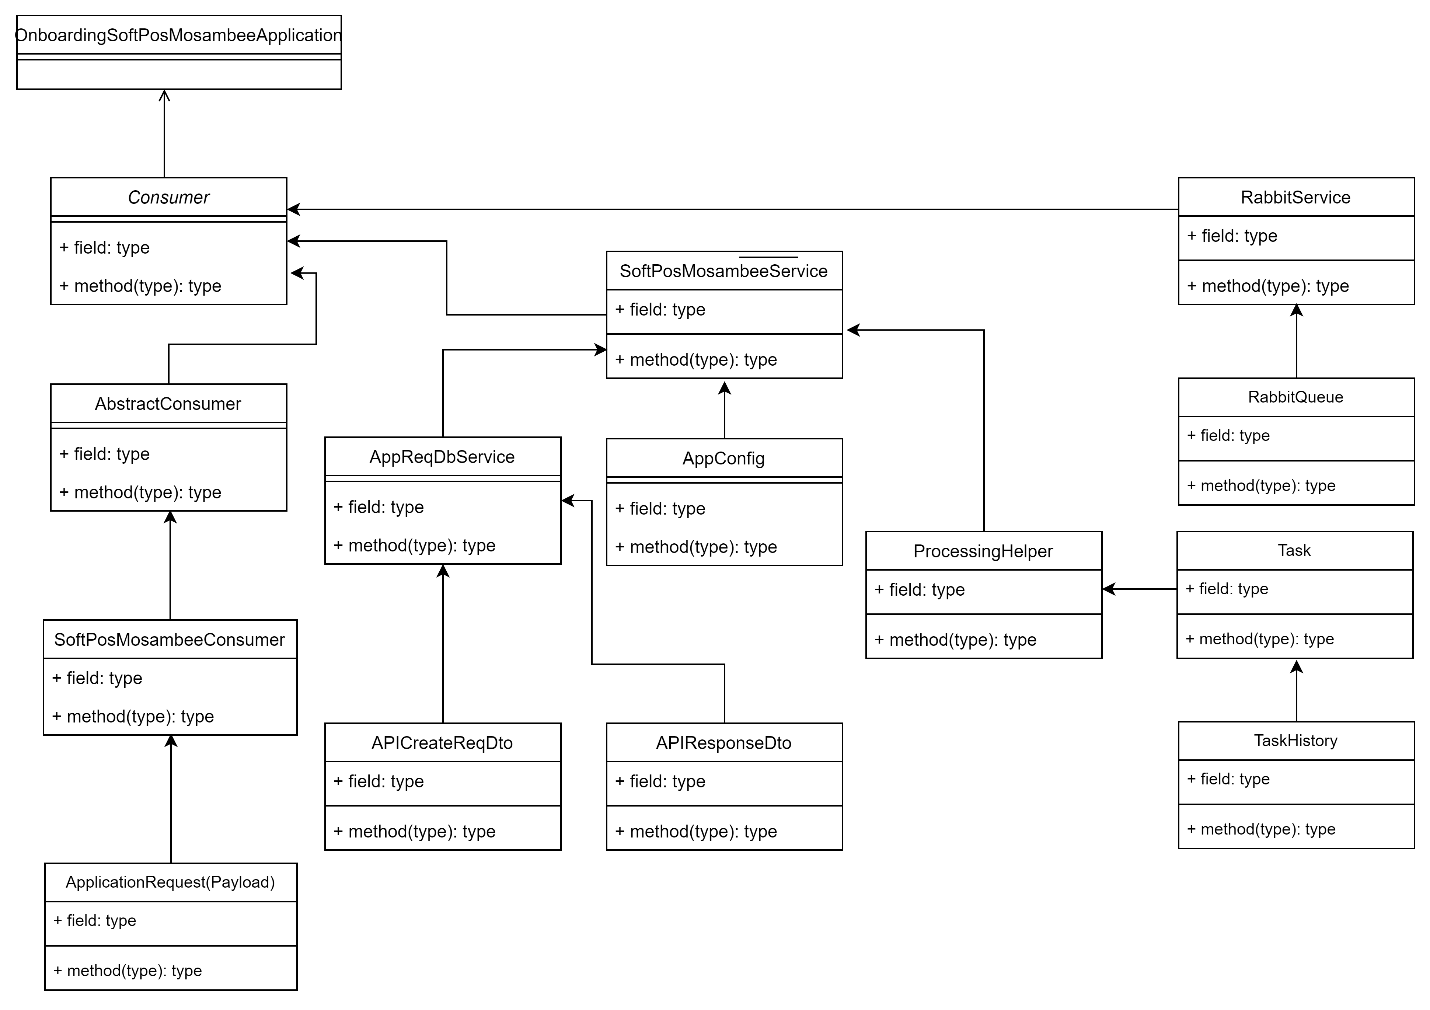 OnboardingSoftPosMosambeeApplication
Consumer
+ field: type
+ method(type): type
RabbitService
+ field: type
+ method(type): type
SoftPosMosambeeService
+ field: type
+ method(type): type
AbstractConsumer
+ field: type
+ method(type): type
RabbitQueue
+ field: type
+ method(type): type
AppReqDbService
+ field: type
+ method(type): type
AppConfig
+ field: type
+ method(type): type
ProcessingHelper
+ field: type
+ method(type): type
Task
+ field: type
+ method(type): type
SoftPosMosambeeConsumer
+ field: type
+ method(type): type
APICreateReqDto
+ field: type
+ method(type): type
APIResponseDto
+ field: type
+ method(type): type
TaskHistory
+ field: type
+ method(type): type
ApplicationRequest(Payload)
+ field: type
+ method(type): type